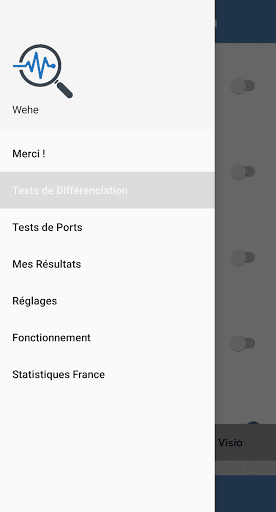 Wehe
Merci !
Tests de Différenciation
Tests de Ports
Mes Résultats
Réglages
Fonctionnement
Statistiques France
Visio